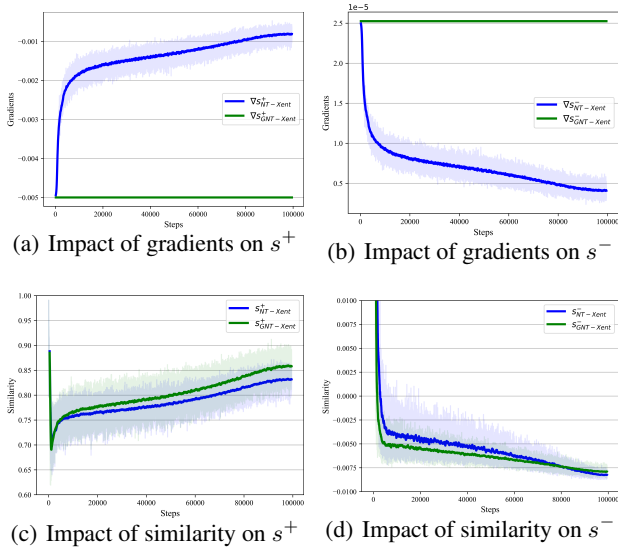 −0.001
−0.002
−0.003
−0.004
−0.005
Gradients
∇s⁺NT−Xent
∇s⁺GNT−Xent
0 20000 40000 60000 80000 100000
Steps
(a) Impact of gradients on s⁺
1e−5
2.5
2.0
1.5
1.0
0.5
Gradients
∇s⁻NT−Xent
∇s⁻GNT−Xent
0 20000 40000 60000 80000 100000
Steps
(b) Impact of gradients on s⁻
1.00
0.95
0.90
0.85
0.80
0.75
0.70
0.65
0.60
Similarity
s⁺NT−Xent
s⁺GNT−Xent
0 20000 40000 60000 80000 100000
Steps
(c) Impact of similarity on s⁺
0.0100
0.0075
0.0050
0.0025
0.0000
−0.0025
−0.0050
−0.0075
−0.0100
Similarity
s⁻NT−Xent
s⁻GNT−Xent
0 20000 40000 60000 80000 100000
Steps
(d) Impact of similarity on s⁻